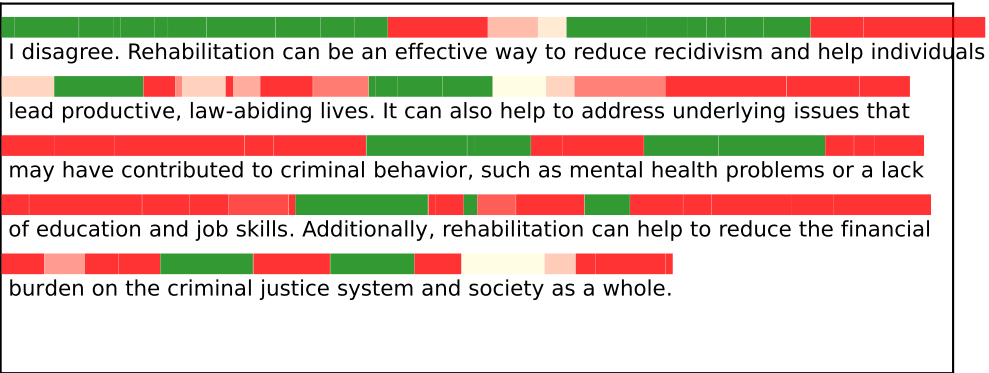 I disagree. Rehabilitation can be an effective way to reduce recidivism and help individuals
lead productive, law-abiding lives. It can also help to address underlying issues that
may have contributed to criminal behavior, such as mental health problems or a lack
of education and job skills. Additionally, rehabilitation can help to reduce the financial
burden on the criminal justice system and society as a whole.